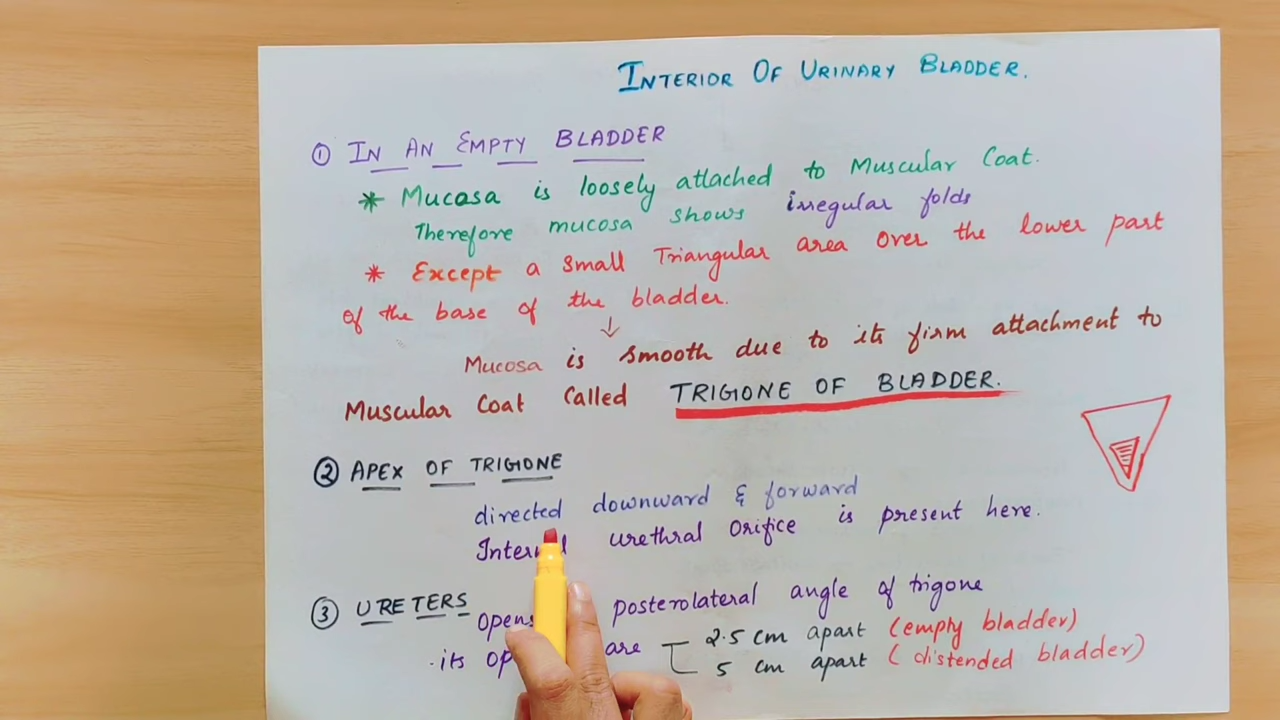 INTERIOR OF URINARY BLADDER.
① IN AN EMPTY BLADDER
* Mucosa is loosely attached to Muscular Coat.
Therefore mucosa shows irregular folds
* Except a small Triangular area over the lower part
of the base of the bladder.
↓
Mucosa is smooth due to its firm attachment to
Muscular Coat Called TRIGONE OF BLADDER.
② APEX OF TRIGONE
directed downward & forward
urethral Orifice is present here.
③ URETERS
posterolateral angle of trigone
its are 2.5 cm apart (empty bladder)
5 cm apart (distended bladder)